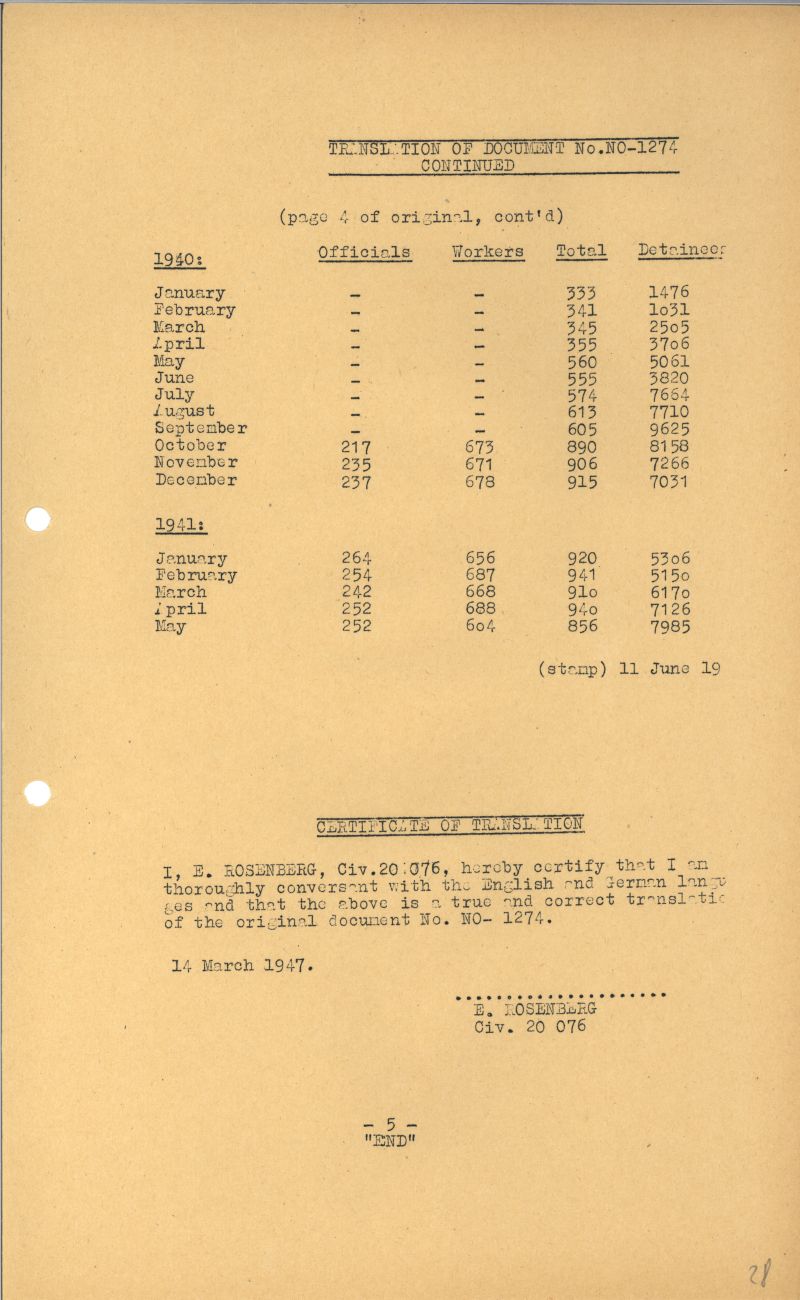 TRANSLATION OF DOCUMENT No.NO-1274
CONTINUED
(page 4 of original, cont'd)
1940: Officials Workers Total Detainees
January - - 333 1476
February - - 341 1o31
March - - 345 25o5
April - - 355 37o6
May - - 560 5061
June - - 555 3820
July - - 574 7664
August - - 613 7710
September - - 605 9625
October 217 673 890 8158
November 235 671 906 7266
December 237 678 915 7031
1941:
January 264 656 920 53o6
February 254 687 941 515o
March 242 668 91o 617o
April 252 688 94o 7126
May 252 6o4 856 7985
(stamp) 11 June 19
CERTIFICATE OF TRANSLATION
I, E. ROSENBERG, Civ.20 076, hereby certify that I am
thoroughly conversant with the English and German langu
ges and that the above is a true and correct translatio
of the original document No. NO- 1274.
14 March 1947.
.....................
E. ROSENBERG
Civ. 20 076
- 5 -
"END"
28